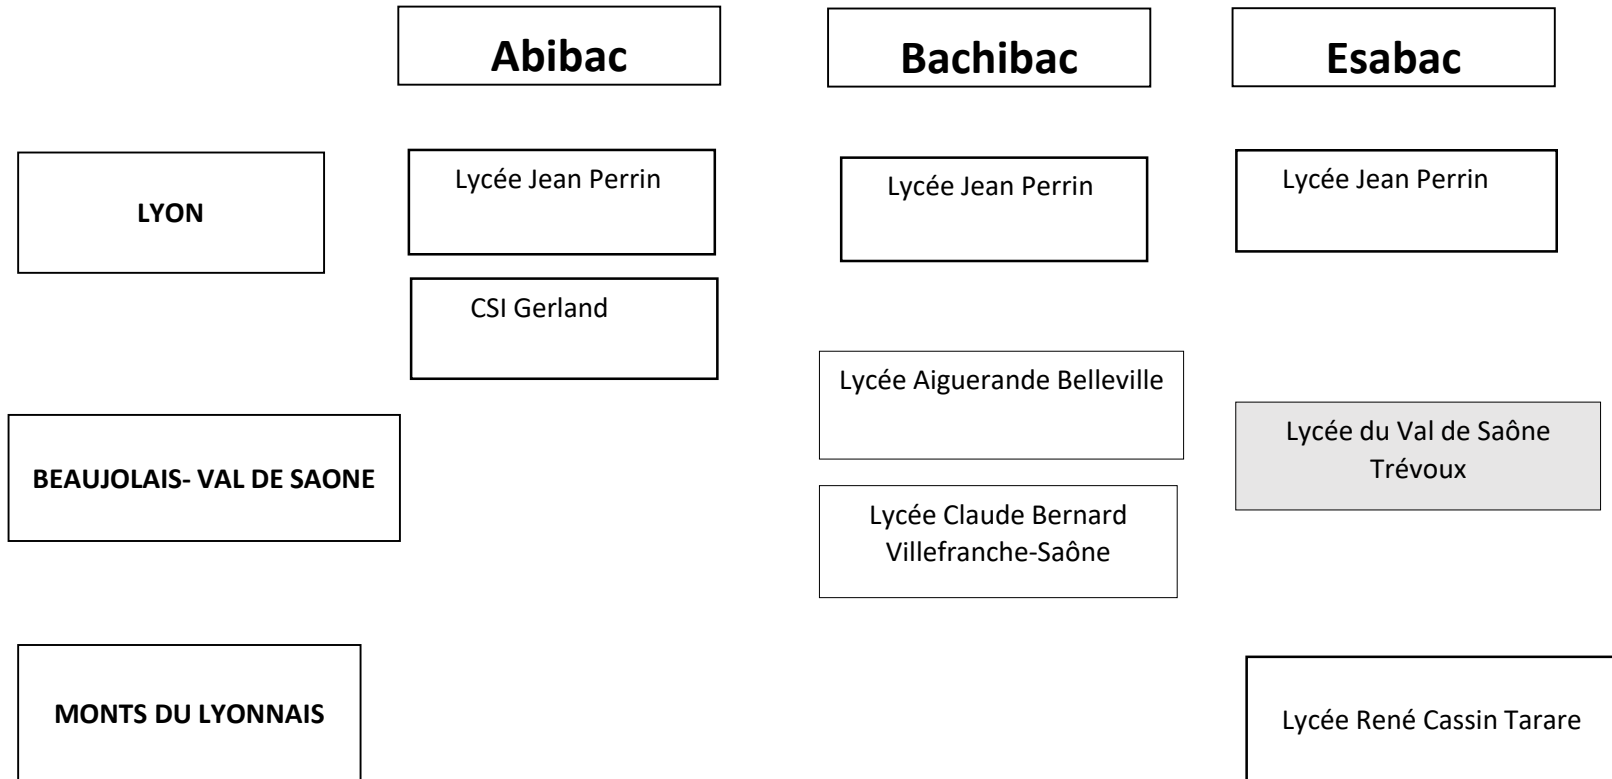 Abibac
Bachibac
Esabac
LYON
Lycée Jean Perrin
Lycée Jean Perrin
Lycée Jean Perrin
CSI Gerland
BEAUJOLAIS- VAL DE SAONE
Lycée Aiguerande Belleville
Lycée Claude Bernard
Villefranche-Saône
Lycée du Val de Saône
Trévoux
MONTS DU LYONNAIS
Lycée René Cassin Tarare